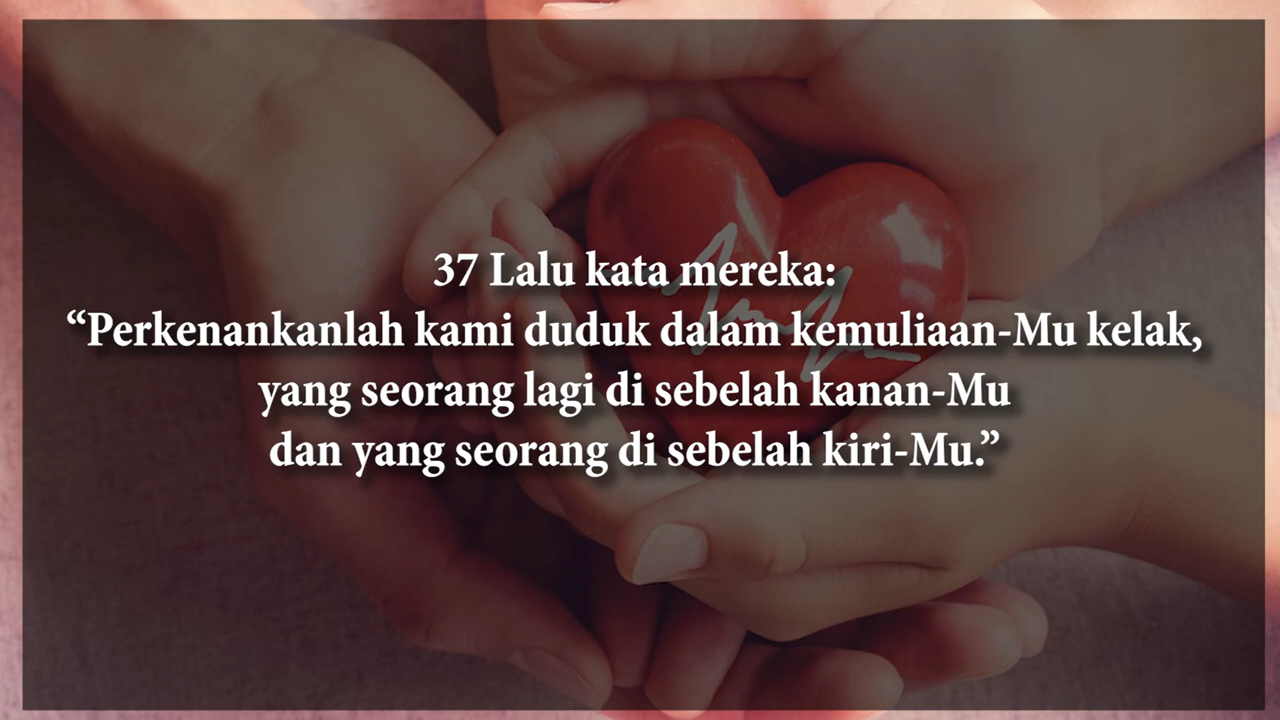 37 Lalu kata mereka:
“Perkenankanlah kami duduk dalam kemuliaan-Mu kelak,
yang seorang lagi di sebelah kanan-Mu
dan yang seorang di sebelah kiri-Mu.”